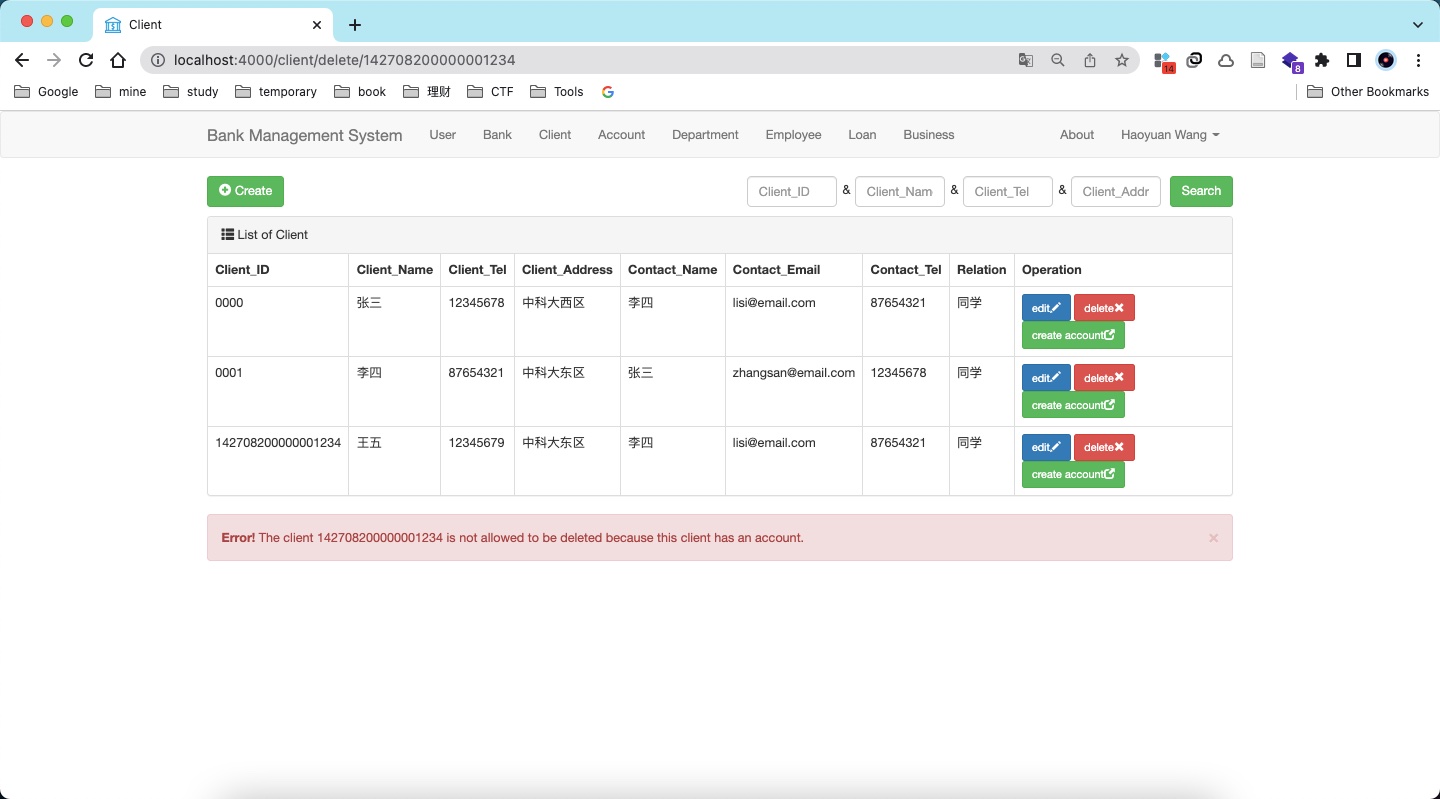 Client
localhost:4000/client/delete/142708200000001234
14
8
Google mine study temporary book 理财 CTF Tools Other Bookmarks
Bank Management System User Bank Client Account Department Employee Loan Business About Haoyuan Wang
Create Client_ID & Client_Nam & Client_Tel & Client_Addr Search
List of Client
Client_ID Client_Name Client_Tel Client_Address Contact_Name Contact_Email Contact_Tel Relation Operation
0000 张三 12345678 中科大西区 李四 lisi@email.com 87654321 同学 edit delete
create account
0001 李四 87654321 中科大东区 张三 zhangsan@email.com 12345678 同学 edit delete
create account
142708200000001234 王五 12345679 中科大东区 李四 lisi@email.com 87654321 同学 edit delete
create account
Error! The client 142708200000001234 is not allowed to be deleted because this client has an account. ×